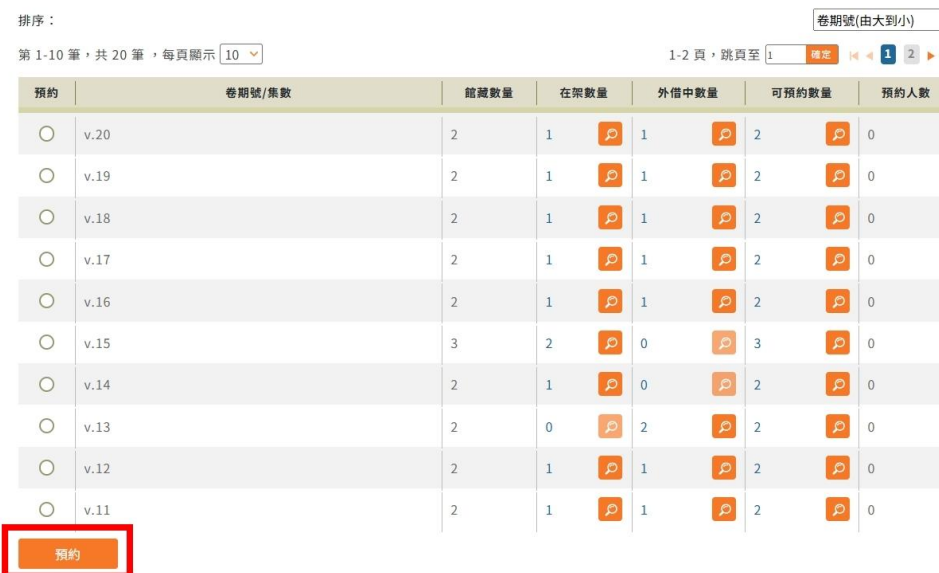 排序：
卷期號(由大到小)
第 1-10 筆，共 20 筆 ，每頁顯示 10
1-2 頁，跳頁至 1 確定 1 2
預約 卷期號/集數 館藏數量 在架數量 外借中數量 可預約數量 預約人數
v.20 2 1 1 2 0
v.19 2 1 1 2 0
v.18 2 1 1 2 0
v.17 2 1 1 2 0
v.16 2 1 1 2 0
v.15 3 2 0 3 0
v.14 2 1 0 2 0
v.13 2 0 2 2 0
v.12 2 1 1 2 0
v.11 2 1 1 2 0
預約